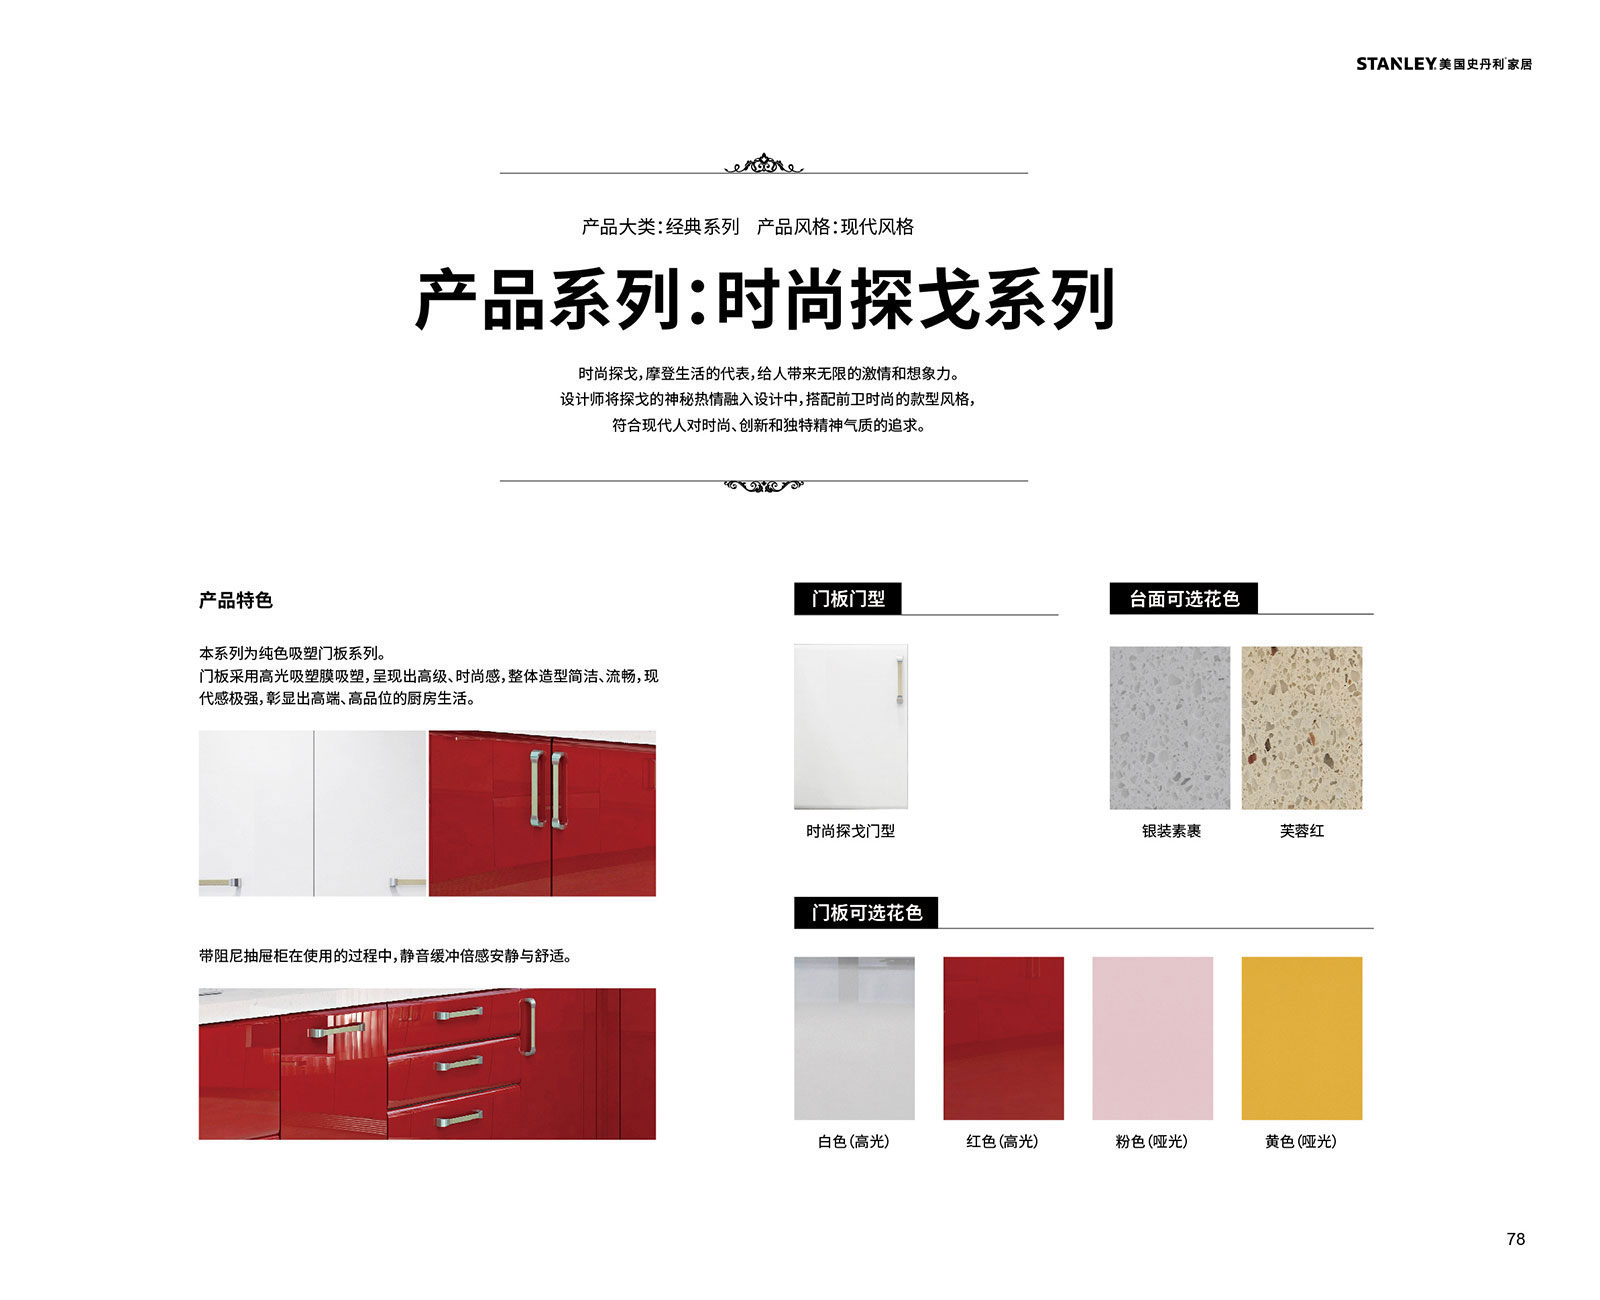 STANLEY.美国史丹利家居
产品大类：经典系列 产品风格：现代风格
产品系列：时尚探戈系列
时尚探戈，摩登生活的代表，给人带来无限的激情和想象力。
设计师将探戈的神秘热情融入设计中，搭配前卫时尚的款型风格，
符合现代人对时尚、创新和独特精神气质的追求。
产品特色
本系列为纯色吸塑门板系列。
门板采用高光吸塑膜吸塑，呈现出高级、时尚感，整体造型简洁、流畅，现
代感极强，彰显出高端、高品位的厨房生活。
带阻尼抽屉柜在使用的过程中，静音缓冲倍感安静与舒适。
门板门型
时尚探戈门型
台面可选花色
银装素裹
芙蓉红
门板可选花色
白色（高光）
红色（高光）
粉色（哑光）
黄色（哑光）
78